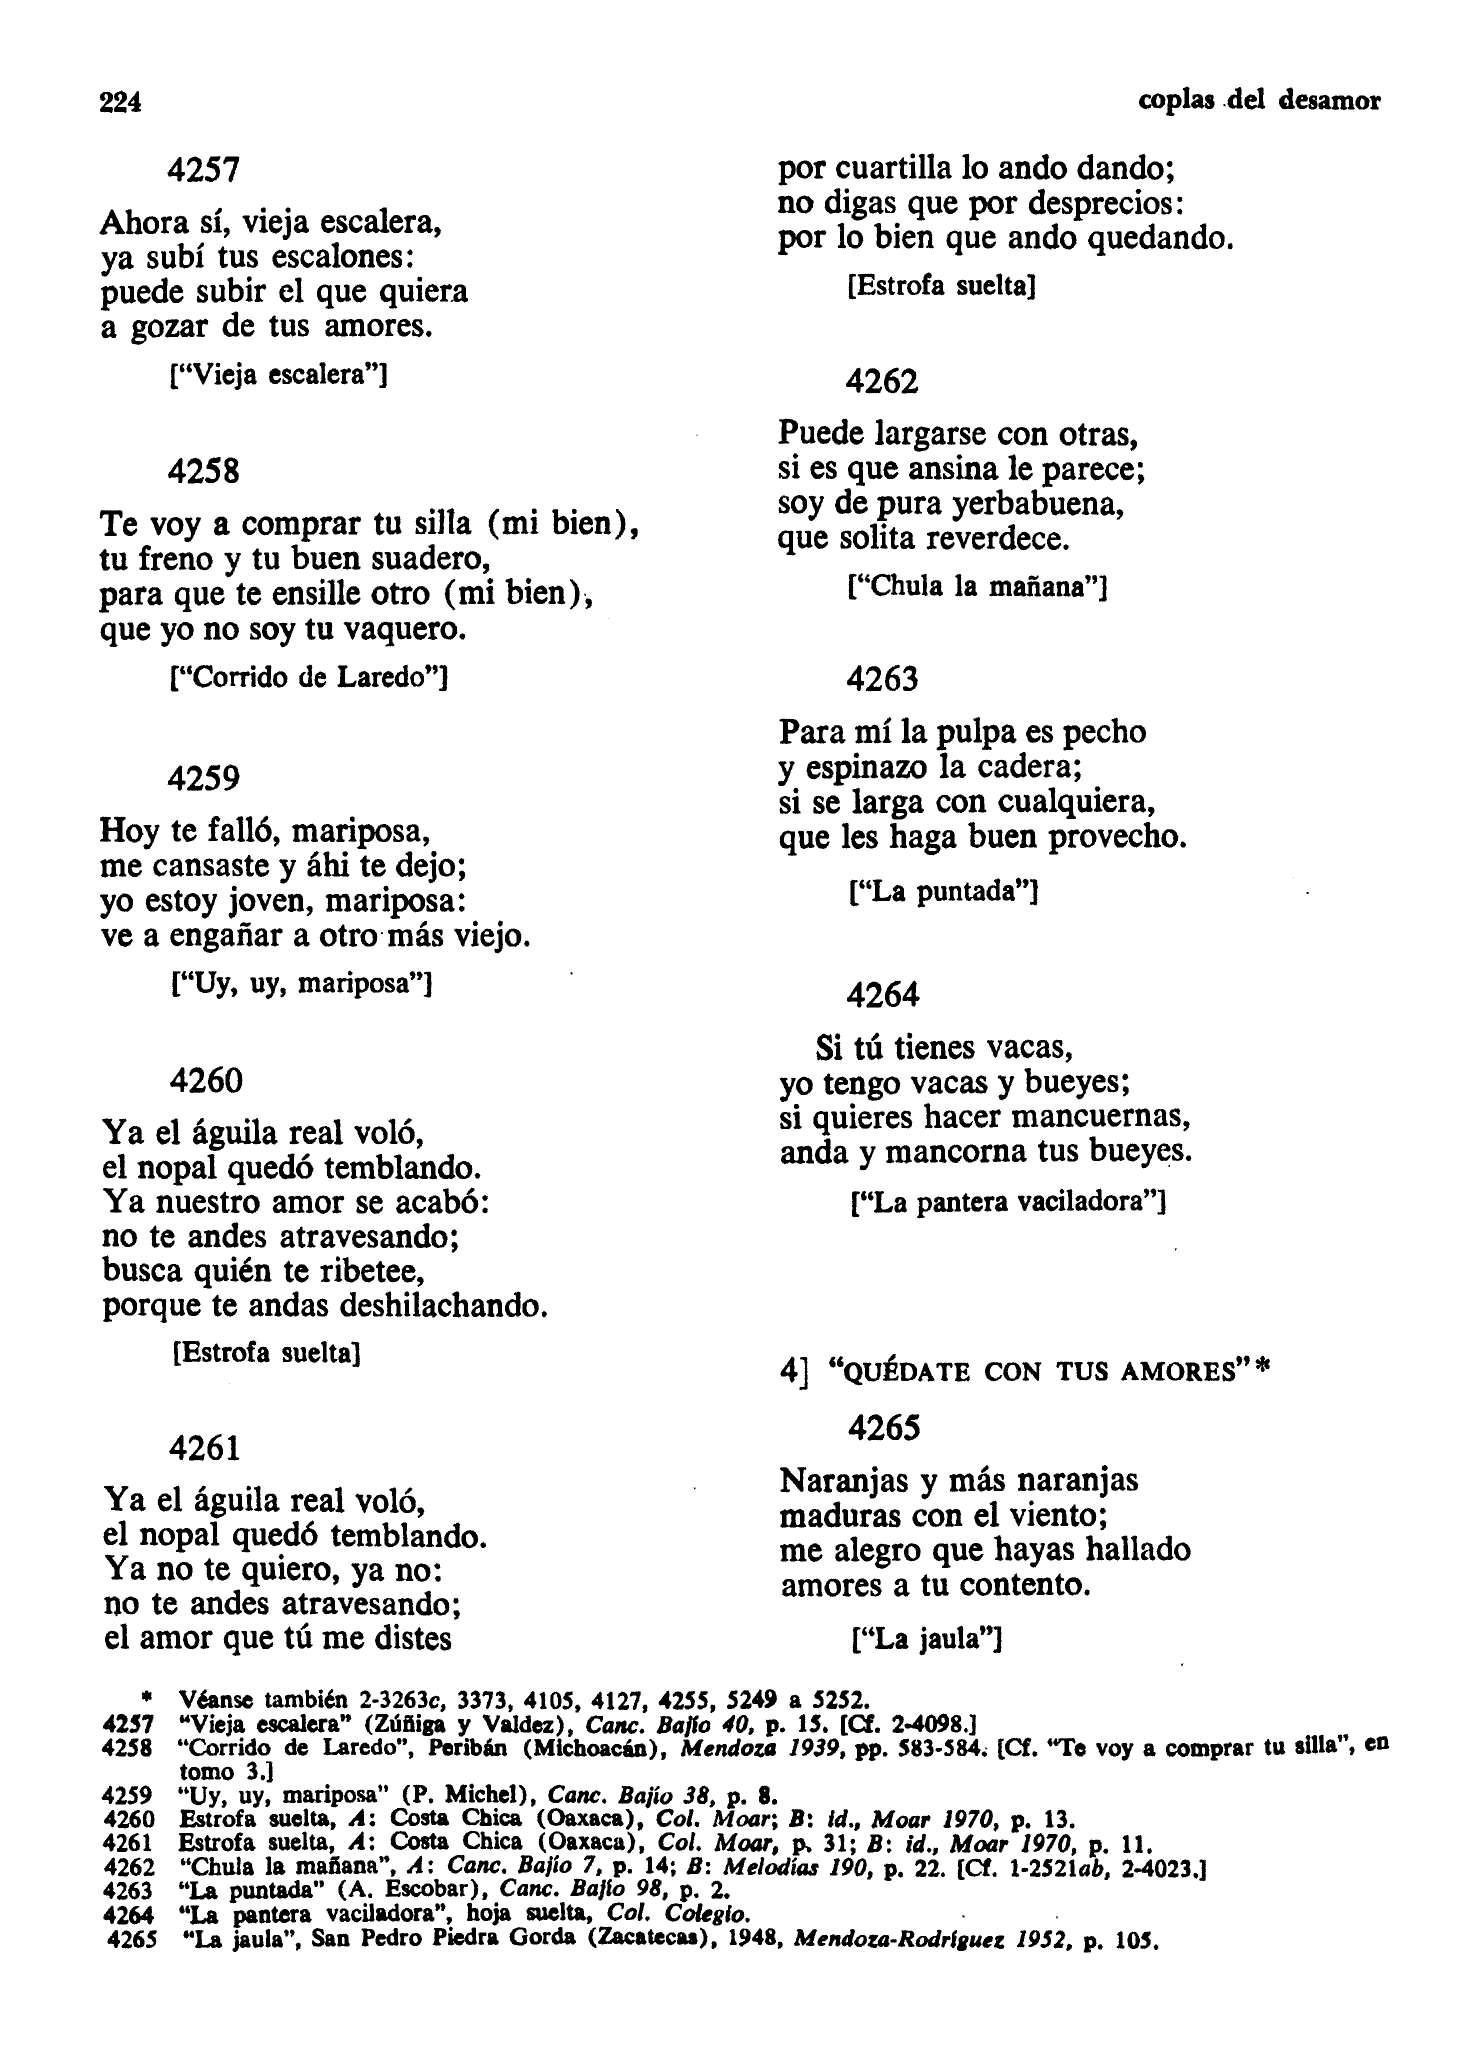 224
coplas del desamor
4257
Ahora sí, vieja escalera,
ya subí tus escalones:
puede subir el que quiera
a gozar de tus amores.
["Vieja escalera"]
4258
Te voy a comprar tu silla (mi bien),
tu freno y tu buen suadero,
para que te ensille otro (mi bien),
que yo no soy tu vaquero.
["Corrido de Laredo"]
4259
Hoy te falló, mariposa,
me cansaste y áhi te dejo;
yo estoy joven, mariposa:
ve a engañar a otro más viejo.
["Uy, uy, mariposa"]
4260
Ya el águila real voló,
el nopal quedó temblando.
Ya nuestro amor se acabó:
no te andes atravesando;
busca quién te ribetee,
porque te andas deshilachando.
[Estrofa suelta]
4261
Ya el águila real voló,
el nopal quedó temblando.
Ya no te quiero, ya no:
no te andes atravesando;
el amor que tú me distes
por cuartilla lo ando dando;
no digas que por desprecios:
por lo bien que ando quedando.
[Estrofa suelta]
4262
Puede largarse con otras,
si es que ansina le parece;
soy de pura yerbabuena,
que solita reverdece.
["Chula la mañana"]
4263
Para mí la pulpa es pecho
y espinazo la cadera;
si se larga con cualquiera,
que les haga buen provecho.
["La puntada"]
4264
Si tú tienes vacas,
yo tengo vacas y bueyes;
si quieres hacer mancuernas,
anda y mancorna tus bueyes.
["La pantera vaciladora"]
4] "QUÉDATE CON TUS AMORES"*
4265
Naranjas y más naranjas
maduras con el viento;
me alegro que hayas hallado
amores a tu contento.
["La jaula"]
* Véanse también 2-3263c, 3373, 4105, 4127, 4255, 5249 a 5252.
4257 "Vieja escalera" (Zúñiga y Valdez), Canc. Bajío 40, p. 15. [Cf. 2-4098.]
4258 "Corrido de Laredo", Peribán (Michoacán), Mendoza 1939, pp. 583-584. [Cf. "Te voy a comprar tu silla", en
tomo 3.]
4259 "Uy, uy, mariposa" (P. Michel), Canc. Bajío 38, p. 8.
4260 Estrofa suelta, A: Costa Chica (Oaxaca), Col. Moar; B: id., Moar 1970, p. 13.
4261 Estrofa suelta, A: Costa Chica (Oaxaca), Col. Moar, p. 31; B: id., Moar 1970, p. 11.
4262 "Chula la mañana", A: Canc. Bajío 7, p. 14; B: Melodías 190, p. 22. [Cf. 1-2521ab, 2-4023.]
4263 "La puntada" (A. Escobar), Canc. Bajío 98, p. 2.
4264 "La pantera vaciladora", hoja suelta, Col. Colegio.
4265 "La jaula", San Pedro Piedra Gorda (Zacatecas), 1948, Mendoza-Rodríguez 1952, p. 105.